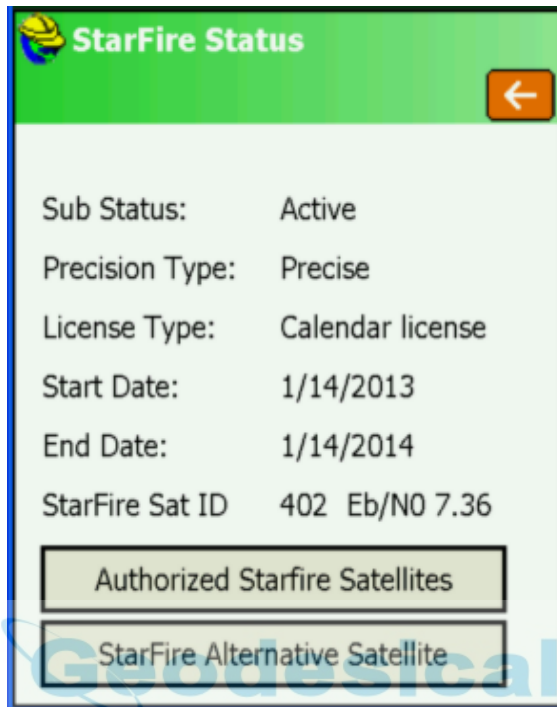 StarFire Status
Sub Status: Active
Precision Type: Precise
License Type: Calendar license
Start Date: 1/14/2013
End Date: 1/14/2014
StarFire Sat ID 402 Eb/N0 7.36
Authorized Starfire Satellites
StarFire Alternative Satellite
Geodesical